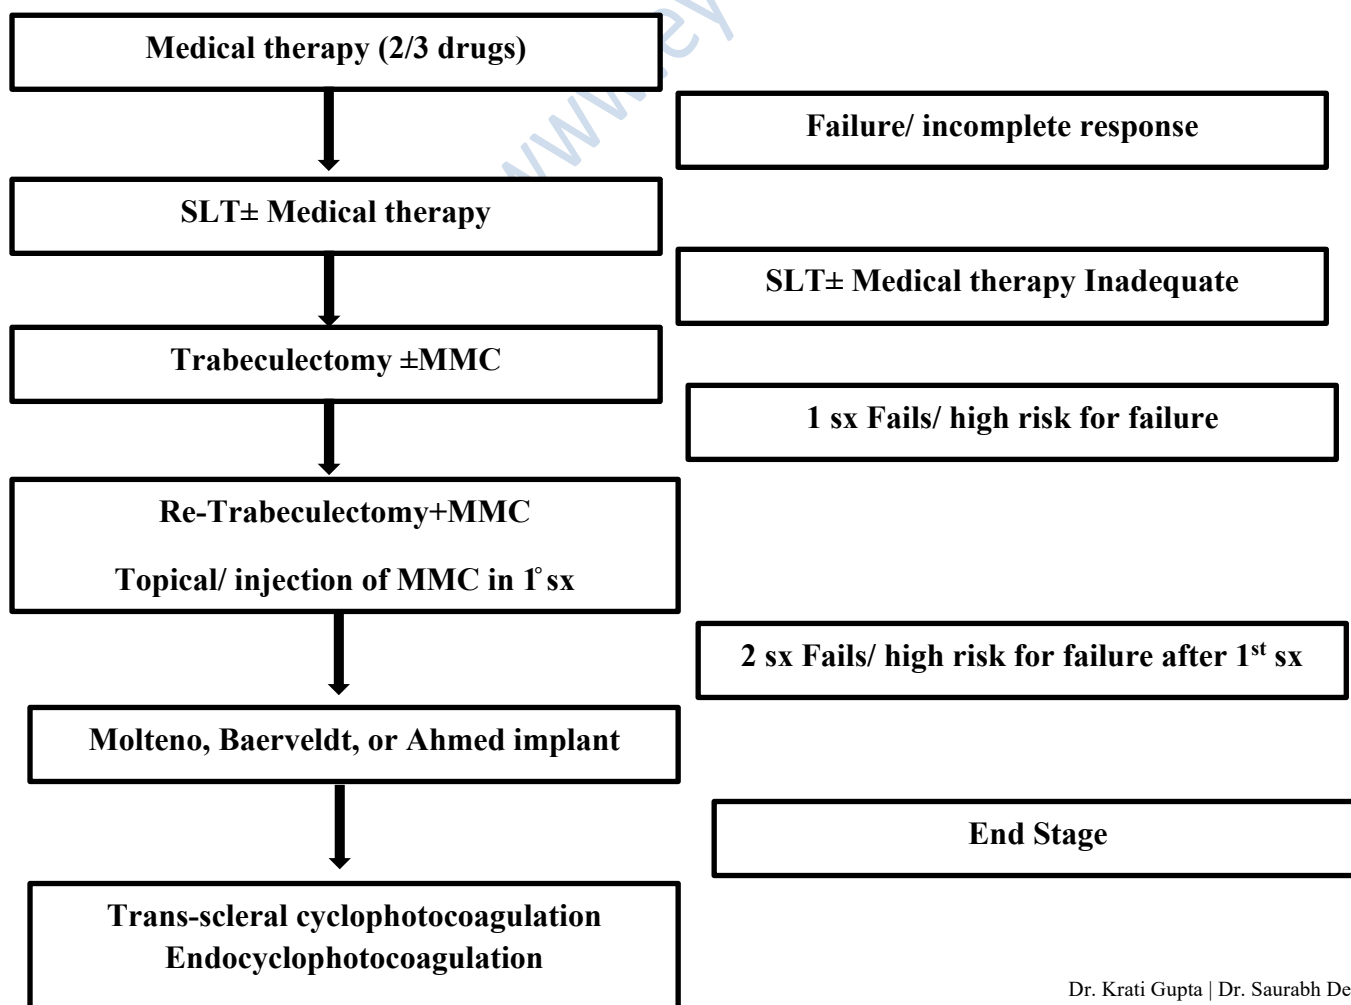 Medical therapy (2/3 drugs)
Failure/ incomplete response
SLT± Medical therapy
SLT± Medical therapy Inadequate
Trabeculectomy ±MMC
1 sx Fails/ high risk for failure
Re-Trabeculectomy+MMC
Topical/ injection of MMC in 1° sx
2 sx Fails/ high risk for failure after 1st sx
Molteno, Baerveldt, or Ahmed implant
End Stage
Trans-scleral cyclophotocoagulation
Endocyclophotocoagulation
Dr. Krati Gupta | Dr. Saurabh De
www.ey